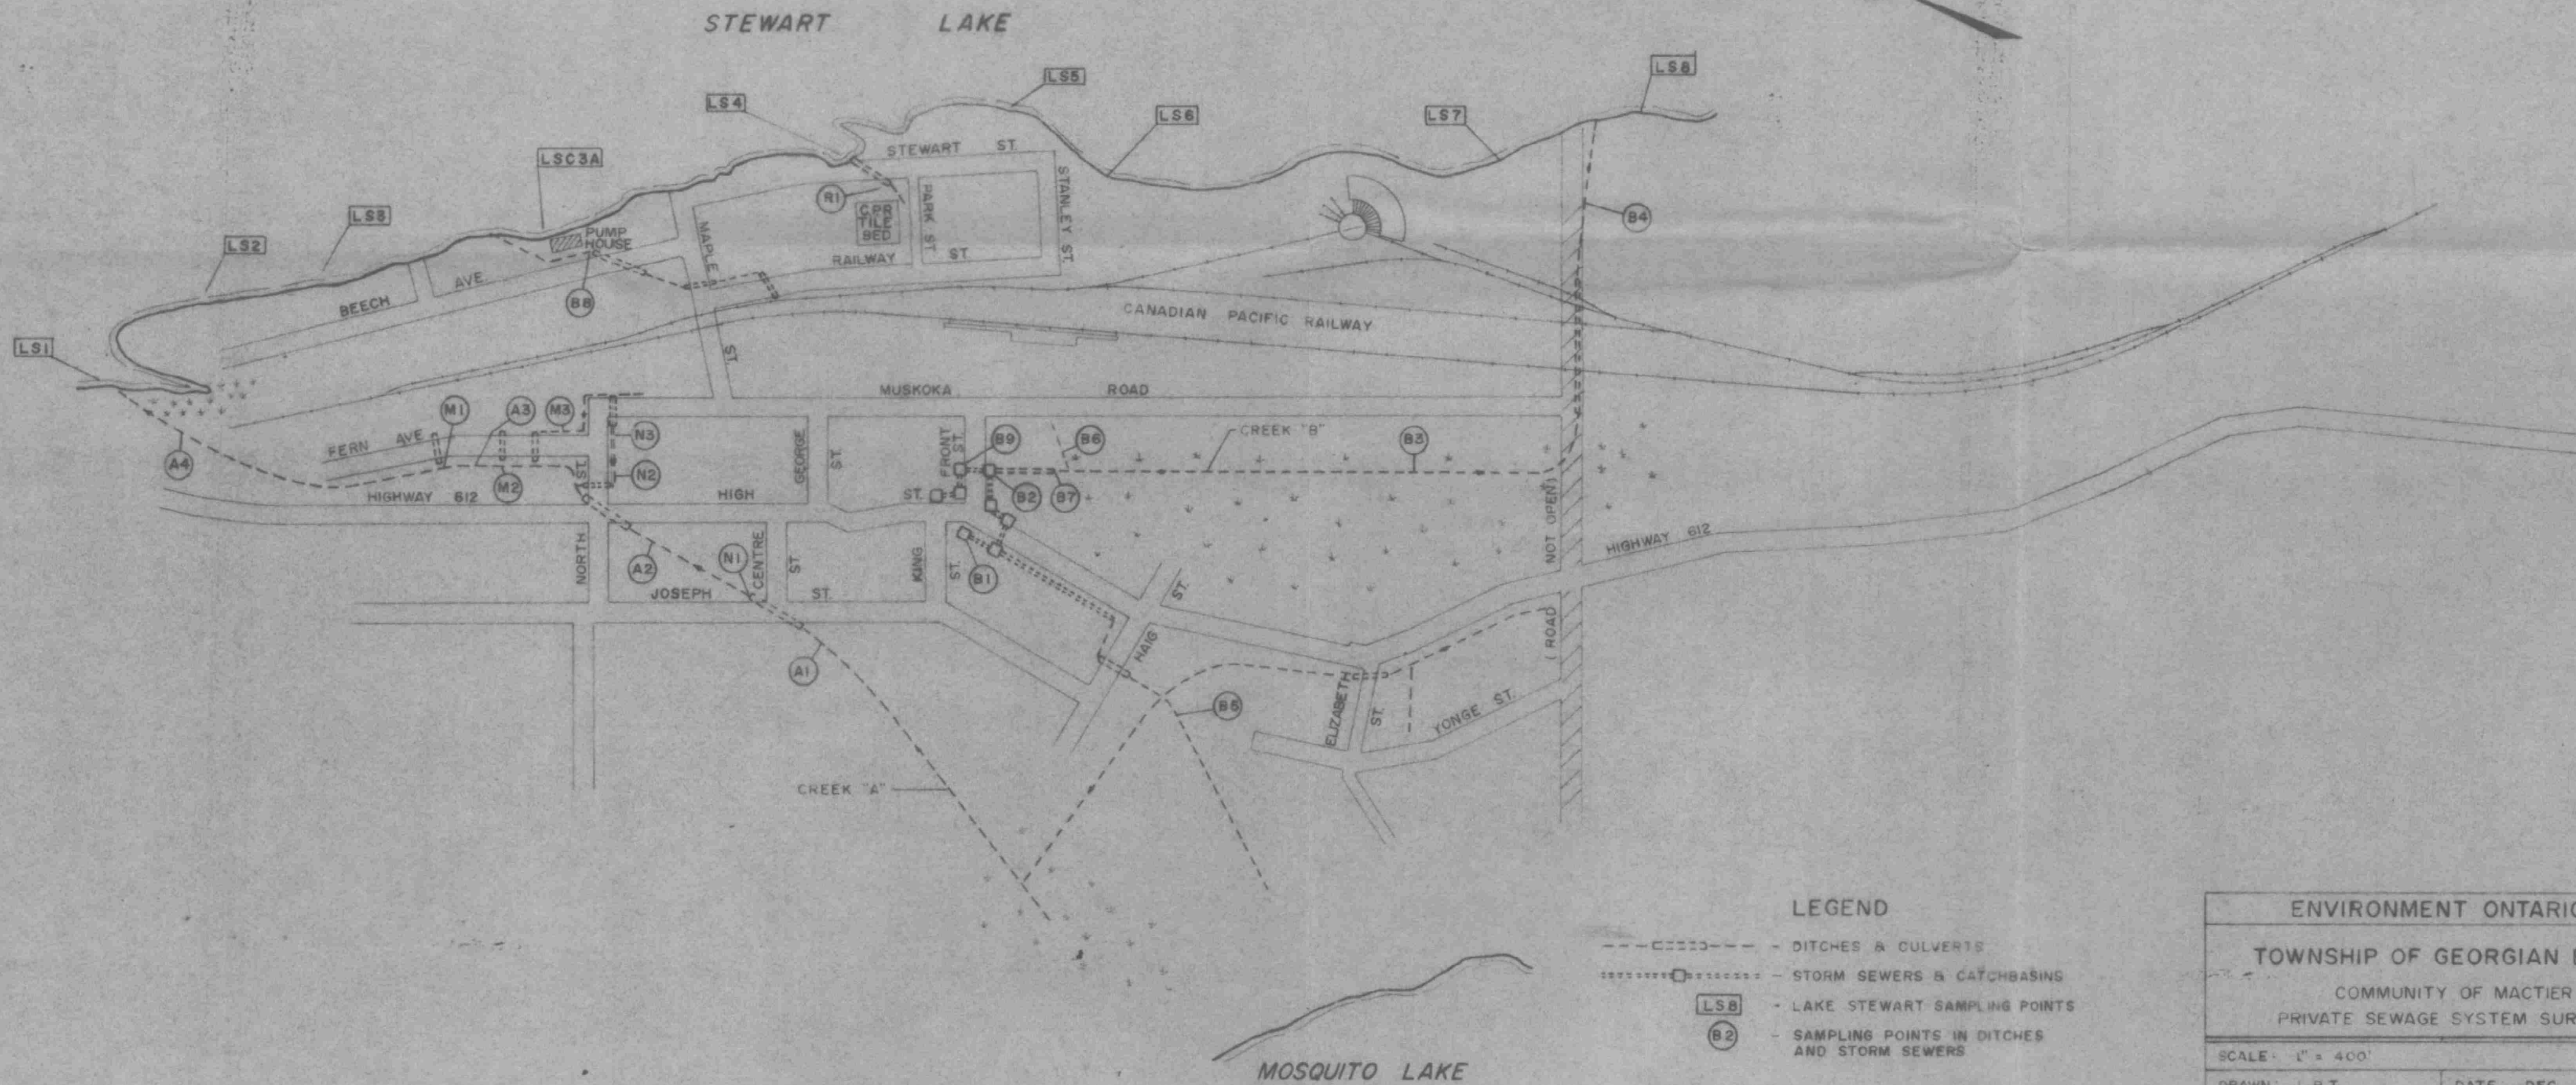 STEWART LAKE
LS1
LS2
LS3
LSC3A
LS4
LS5
LS6
LS7
LS8
STEWART ST.
R1
C.P.R.
TILE
BED
PARK ST.
STANLEY ST.
PUMP
HOUSE
MAPLE ST.
RAILWAY ST.
BEECH AVE.
B8
B4
CANADIAN PACIFIC RAILWAY
MUSKOKA ROAD
M1
A3
M3
N3
FERN AVE.
A4
M2
N2
HIGHWAY 612
HIGH ST.
GEORGE ST.
FRONT ST.
B9
B6
CREEK "B"
B3
B2
B7
NORTH ST.
A2
N1
CENTRE ST.
KING ST.
B1
JOSEPH ST.
A1
HAIG ST.
(ROAD NOT OPEN)
HIGHWAY 612
B5
ELIZABETH ST.
YONGE ST.
CREEK "A"
MOSQUITO LAKE
LEGEND
- DITCHES & CULVERTS
- STORM SEWERS & CATCHBASINS
LS8 - LAKE STEWART SAMPLING POINTS
B2 - SAMPLING POINTS IN DITCHES
AND STORM SEWERS
ENVIRONMENT ONTARIO
TOWNSHIP OF GEORGIAN
COMMUNITY OF MACTIER
PRIVATE SEWAGE SYSTEM SUR
SCALE: 1" = 400'